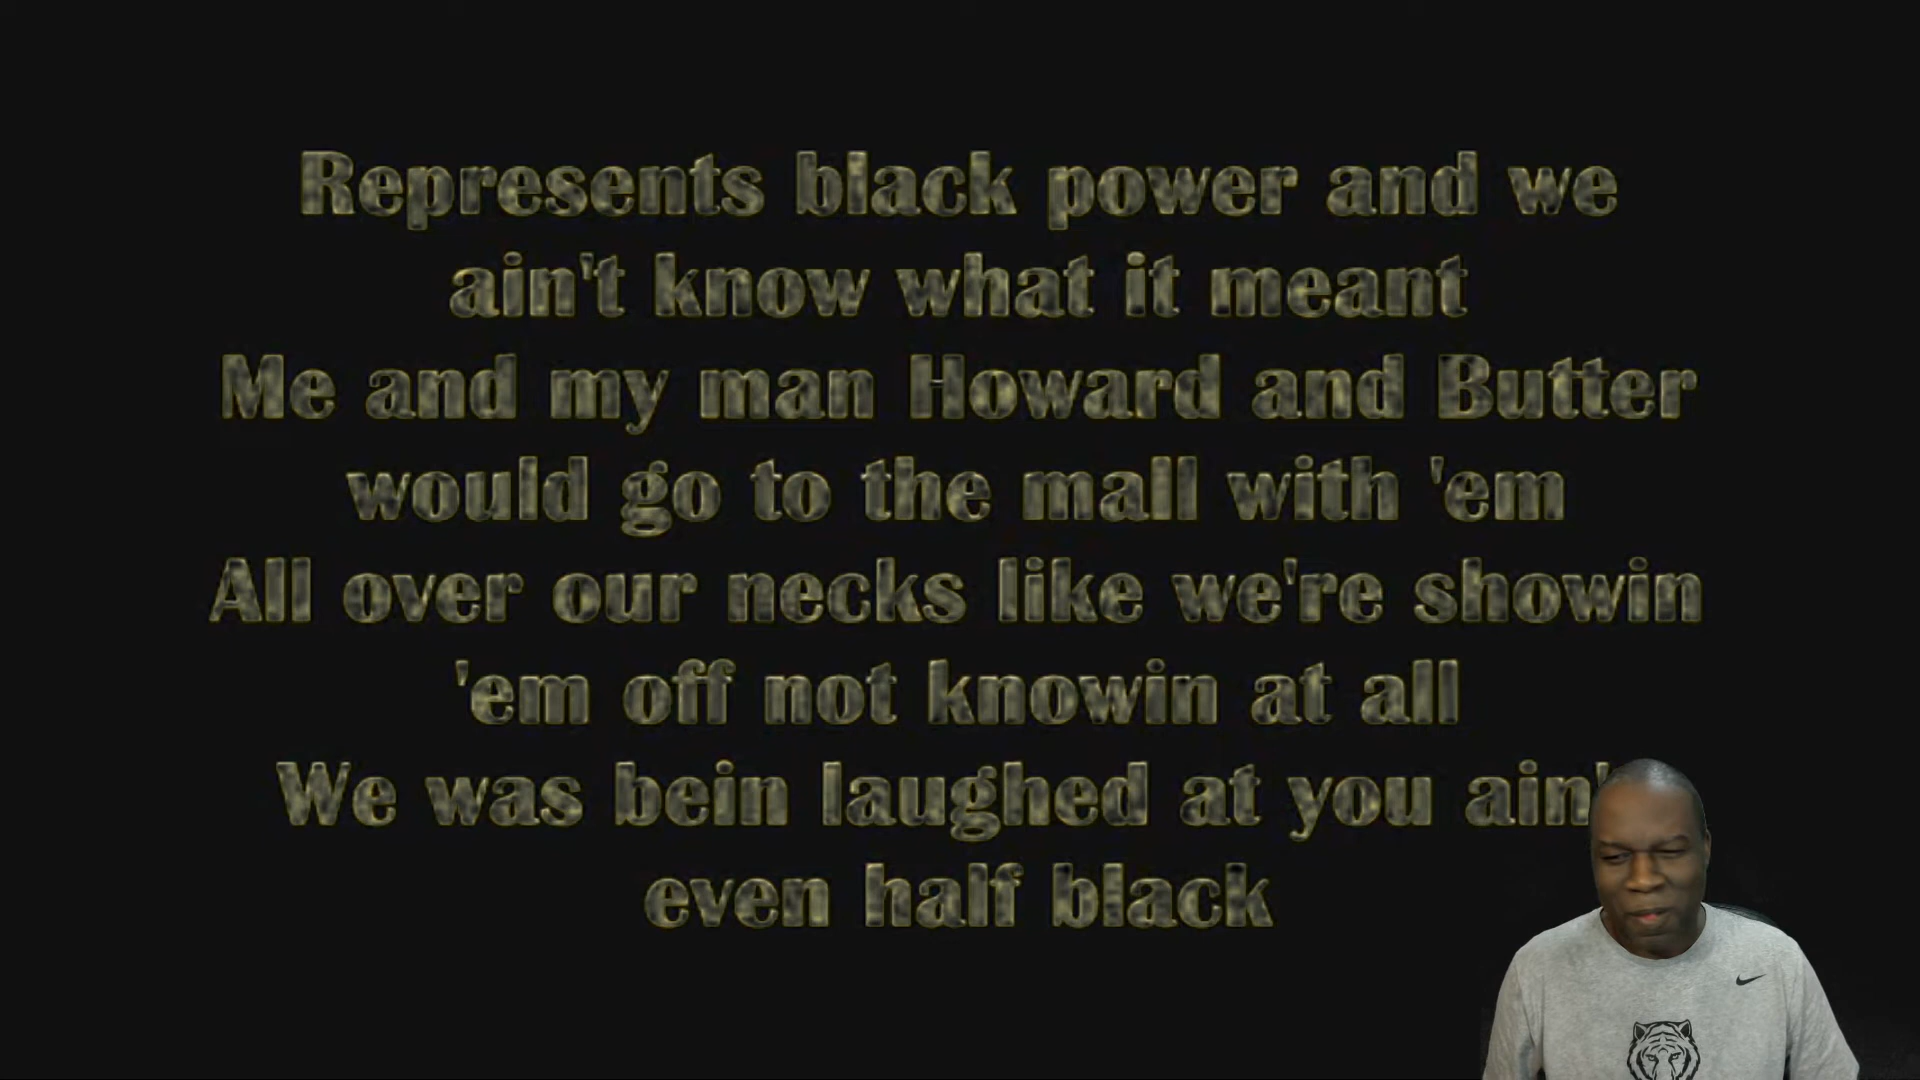 Represents black power and we
ain't know what it meant
Me and my man Howard and Butter
would go to the mall with 'em
All over our necks like we're showin
'em off not knowin at all
We was bein laughed at you ain'
even half black